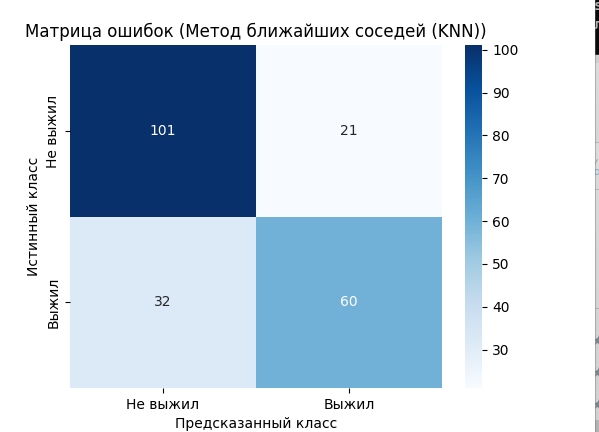 Матрица ошибок (Метод ближайших соседей (KNN))
Истинный класс
Не выжил
Выжил
101
21
32
60
Не выжил
Выжил
Предсказанный класс
100
90
80
70
60
50
40
30